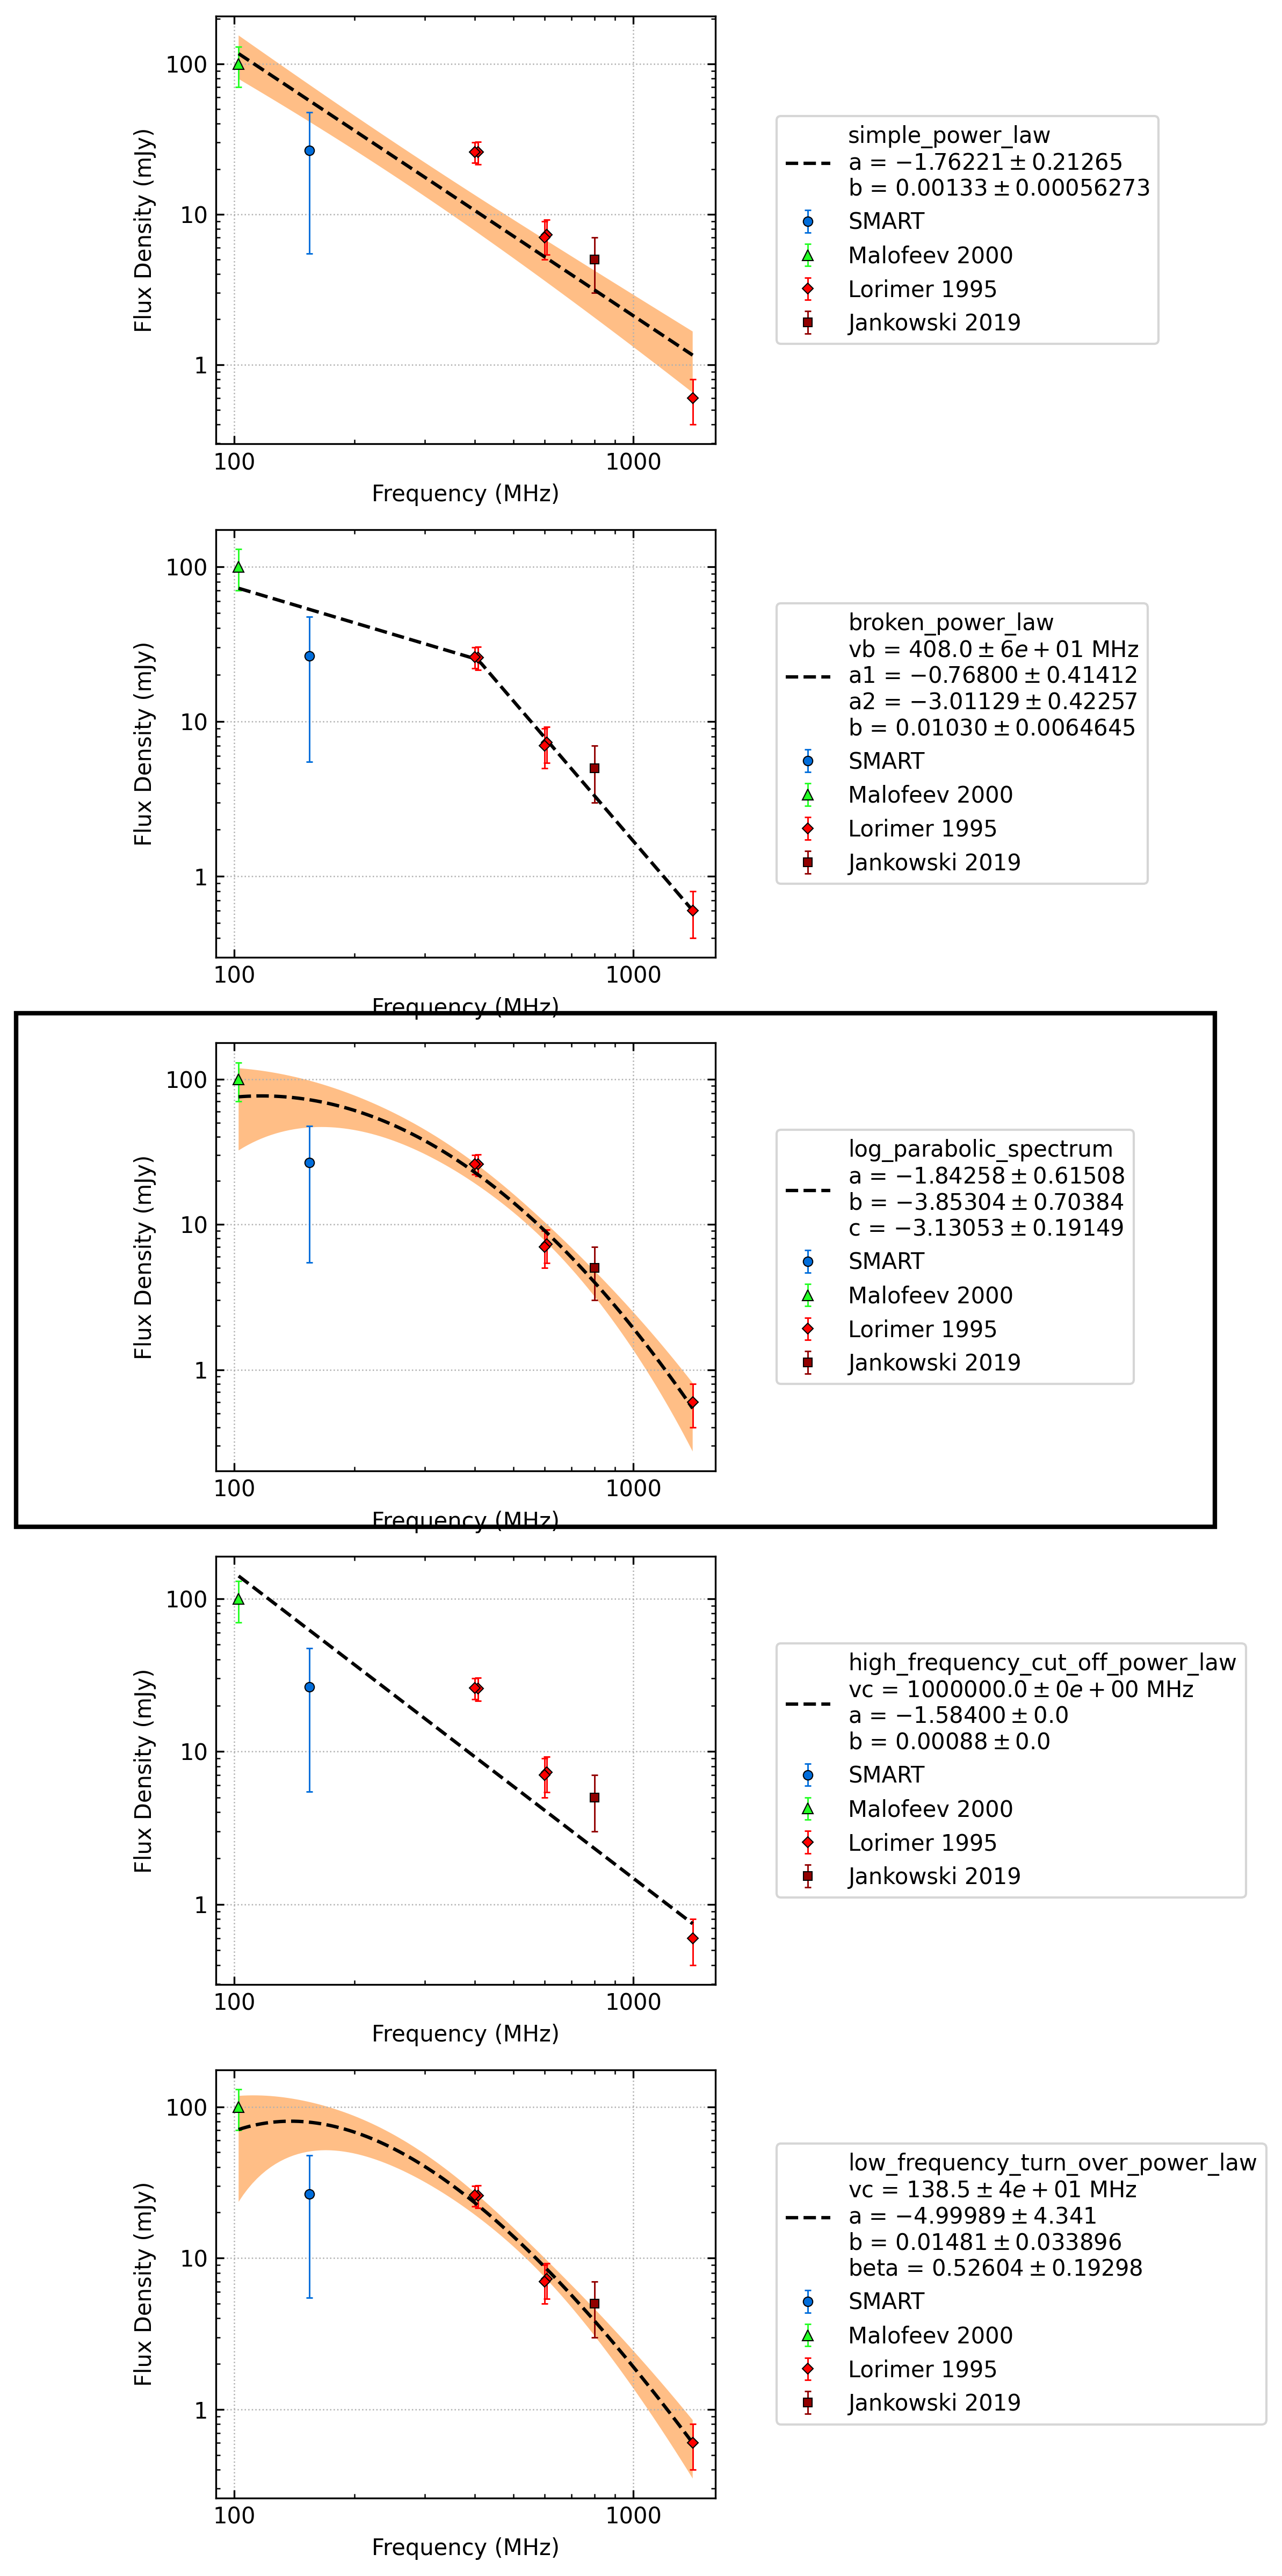 100
10
1
Flux Density (mJy)
100
1000
Frequency (MHz)
simple_power_law
a = −1.76221 ± 0.21265
b = 0.00133 ± 0.00056273
SMART
Malofeev 2000
Lorimer 1995
Jankowski 2019
100
10
1
Flux Density (mJy)
100
1000
Frequency (MHz)
broken_power_law
vb = 408.0 ± 6e + 01 MHz
a1 = −0.76800 ± 0.41412
a2 = −3.01129 ± 0.42257
b = 0.01030 ± 0.0064645
SMART
Malofeev 2000
Lorimer 1995
Jankowski 2019
100
10
1
Flux Density (mJy)
100
1000
Frequency (MHz)
log_parabolic_spectrum
a = −1.84258 ± 0.61508
b = −3.85304 ± 0.70384
c = −3.13053 ± 0.19149
SMART
Malofeev 2000
Lorimer 1995
Jankowski 2019
100
10
1
Flux Density (mJy)
100
1000
Frequency (MHz)
high_frequency_cut_off_power_law
vc = 1000000.0 ± 0e + 00 MHz
a = −1.58400 ± 0.0
b = 0.00088 ± 0.0
SMART
Malofeev 2000
Lorimer 1995
Jankowski 2019
100
10
1
Flux Density (mJy)
100
1000
Frequency (MHz)
low_frequency_turn_over_power_law
vc = 138.5 ± 4e + 01 MHz
a = −4.99989 ± 4.341
b = 0.01481 ± 0.033896
beta = 0.52604 ± 0.19298
SMART
Malofeev 2000
Lorimer 1995
Jankowski 2019